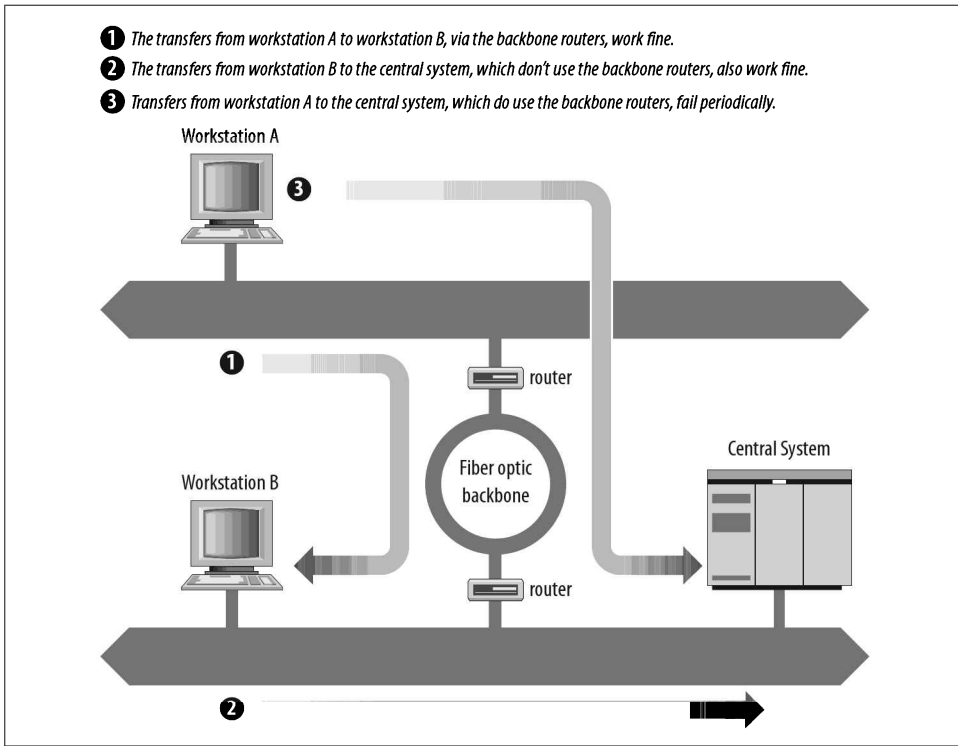 1 The transfers from workstation A to workstation B, via the backbone routers, work fine.
2 The transfers from workstation B to the central system, which don't use the backbone routers, also work fine.
3 Transfers from workstation A to the central system, which do use the backbone routers, fail periodically.
Workstation A
3
1
router
Central System
Workstation B
Fiber optic
backbone
router
2